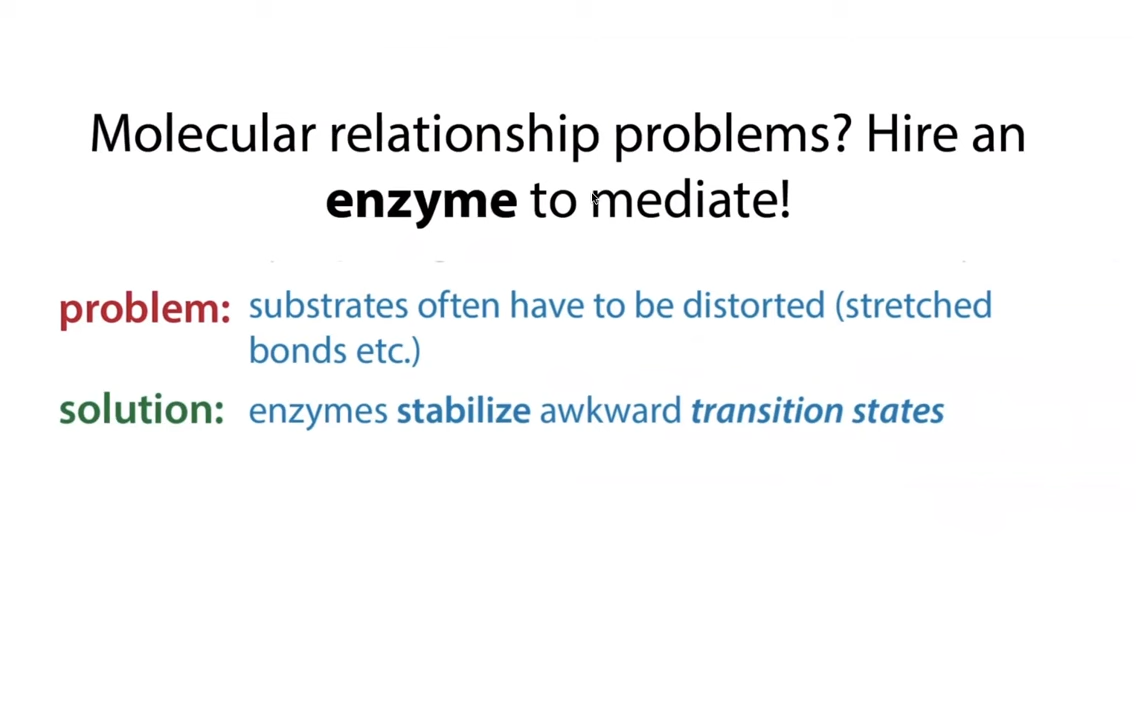 Molecular relationship problems? Hire an
enzyme to mediate!
problem: substrates often have to be distorted (stretched
bonds etc.)
solution: enzymes stabilize awkward transition states